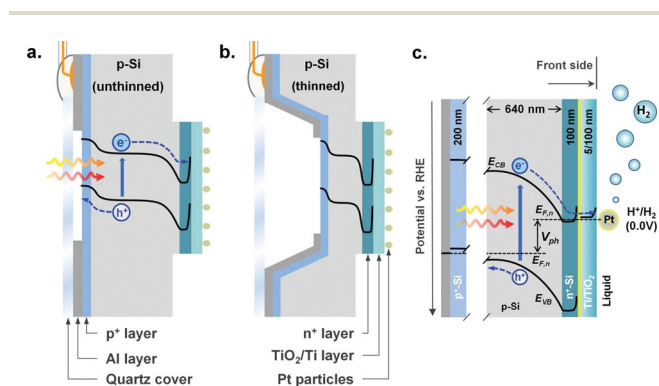 a.
p-Si
(unthinned)
e-
h+
p+ layer
Al layer
Quartz cover
b.
p-Si
(thinned)
n+ layer
TiO2/Ti layer
Pt particles
c.
Front side
Potential vs. RHE
200 nm
640 nm
100 nm
5/100 nm
H2
ECB
e-
EF,n
Pt
H+/H2
(0.0V)
Vph
EF,n
h+
EVB
p+-Si
p-Si
n+-Si
Ti/TiO2
Liquid